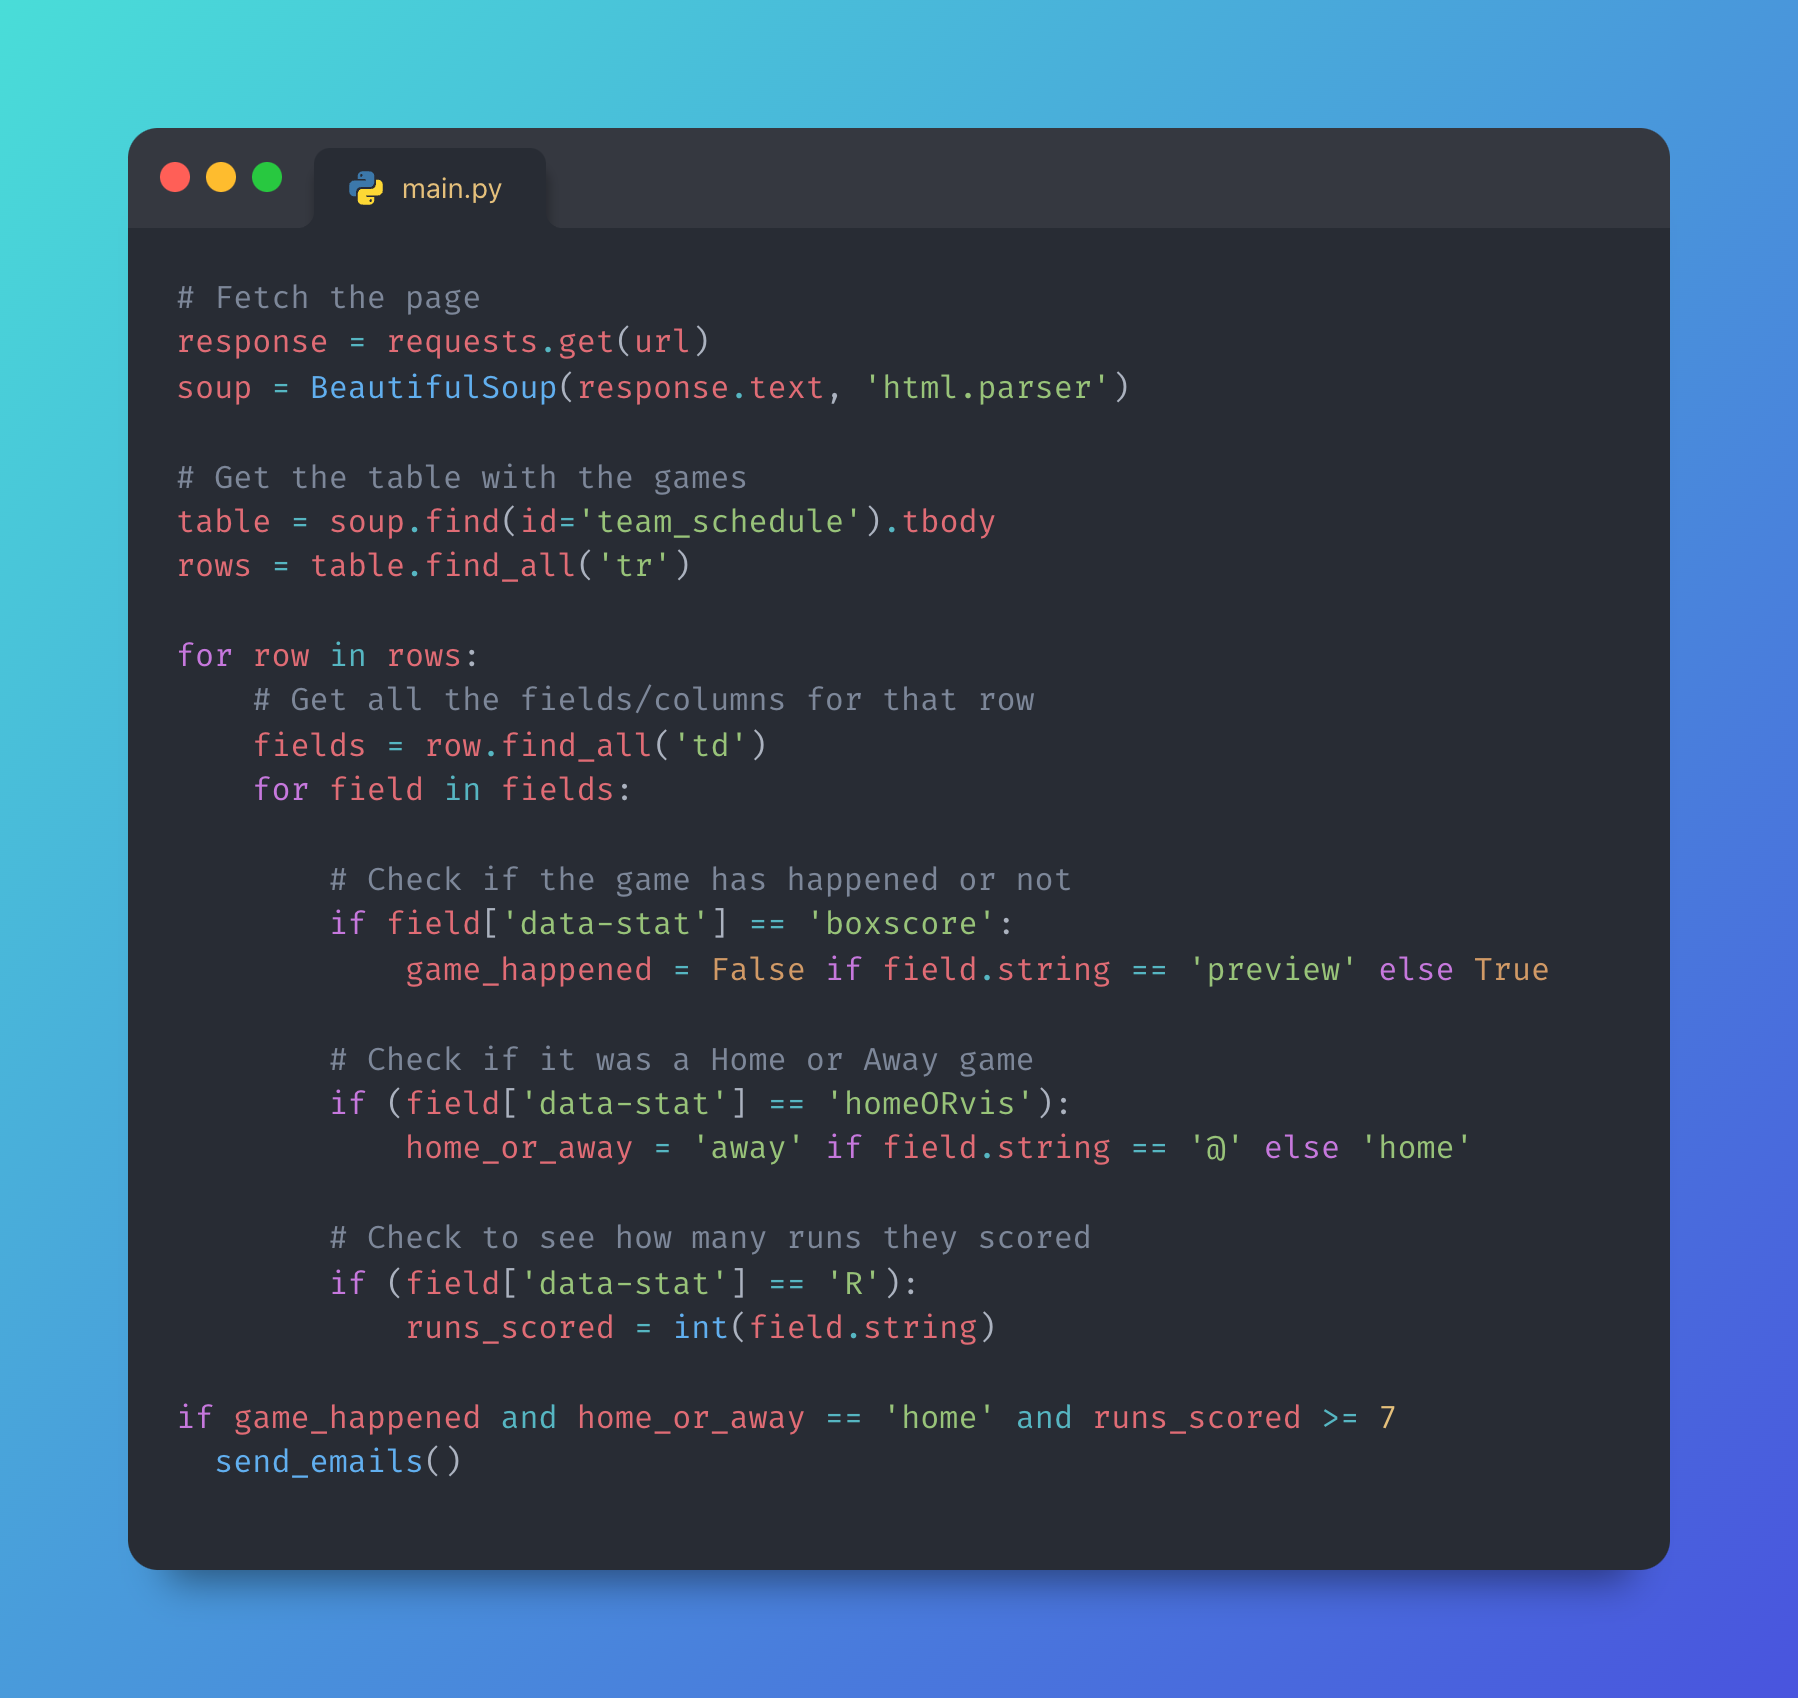 main.py
# Fetch the page
response = requests.get(url)
soup = BeautifulSoup(response.text, 'html.parser')
# Get the table with the games
table = soup.find(id='team_schedule').tbody
rows = table.find_all('tr')
for row in rows:
    # Get all the fields/columns for that row
    fields = row.find_all('td')
    for field in fields:
        # Check if the game has happened or not
        if field['data-stat'] == 'boxscore':
            game_happened = False if field.string == 'preview' else True
        # Check if it was a Home or Away game
        if (field['data-stat'] == 'homeORvis'):
            home_or_away = 'away' if field.string == '@' else 'home'
        # Check to see how many runs they scored
        if (field['data-stat'] == 'R'):
            runs_scored = int(field.string)
if game_happened and home_or_away == 'home' and runs_scored >= 7
  send_emails()